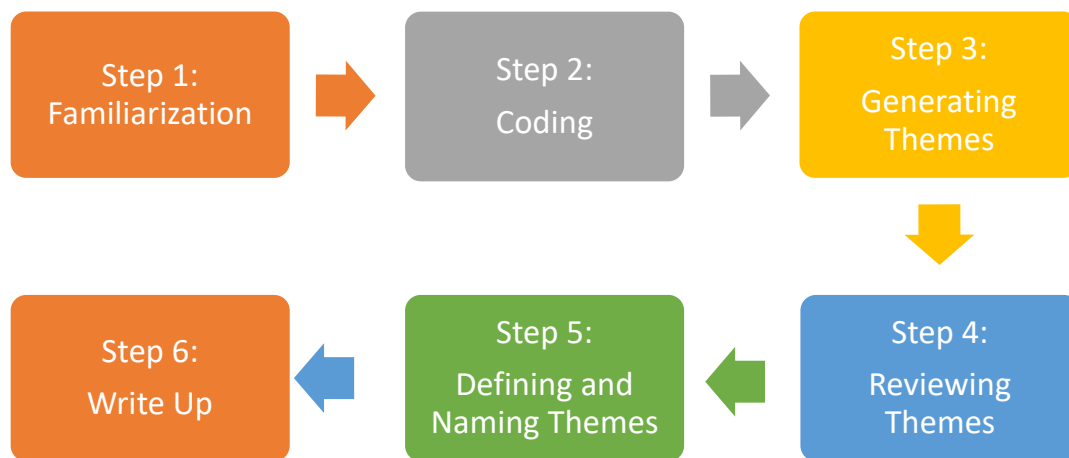 Step 1:
Familiarization
Step 2:
Coding
Step 3:
Generating
Themes
Step 4:
Reviewing
Themes
Step 5:
Defining and
Naming Themes
Step 6:
Write Up